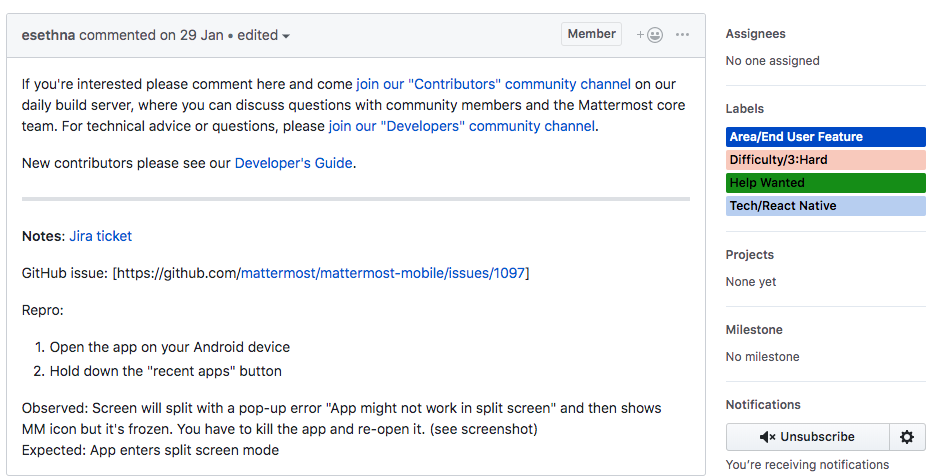 esethna commented on 29 Jan • edited
Member
If you're interested please comment here and come join our "Contributors" community channel on our
daily build server, where you can discuss questions with community members and the Mattermost core
team. For technical advice or questions, please join our "Developers" community channel.
New contributors please see our Developer's Guide.
Notes: Jira ticket
GitHub issue: [https://github.com/mattermost/mattermost-mobile/issues/1097]
Repro:
1. Open the app on your Android device
2. Hold down the "recent apps" button
Observed: Screen will split with a pop-up error "App might not work in split screen" and then shows
MM icon but it's frozen. You have to kill the app and re-open it. (see screenshot)
Expected: App enters split screen mode
Assignees
No one assigned
Labels
Area/End User Feature
Difficulty/3:Hard
Help Wanted
Tech/React Native
Projects
None yet
Milestone
No milestone
Notifications
Unsubscribe
You're receiving notifications